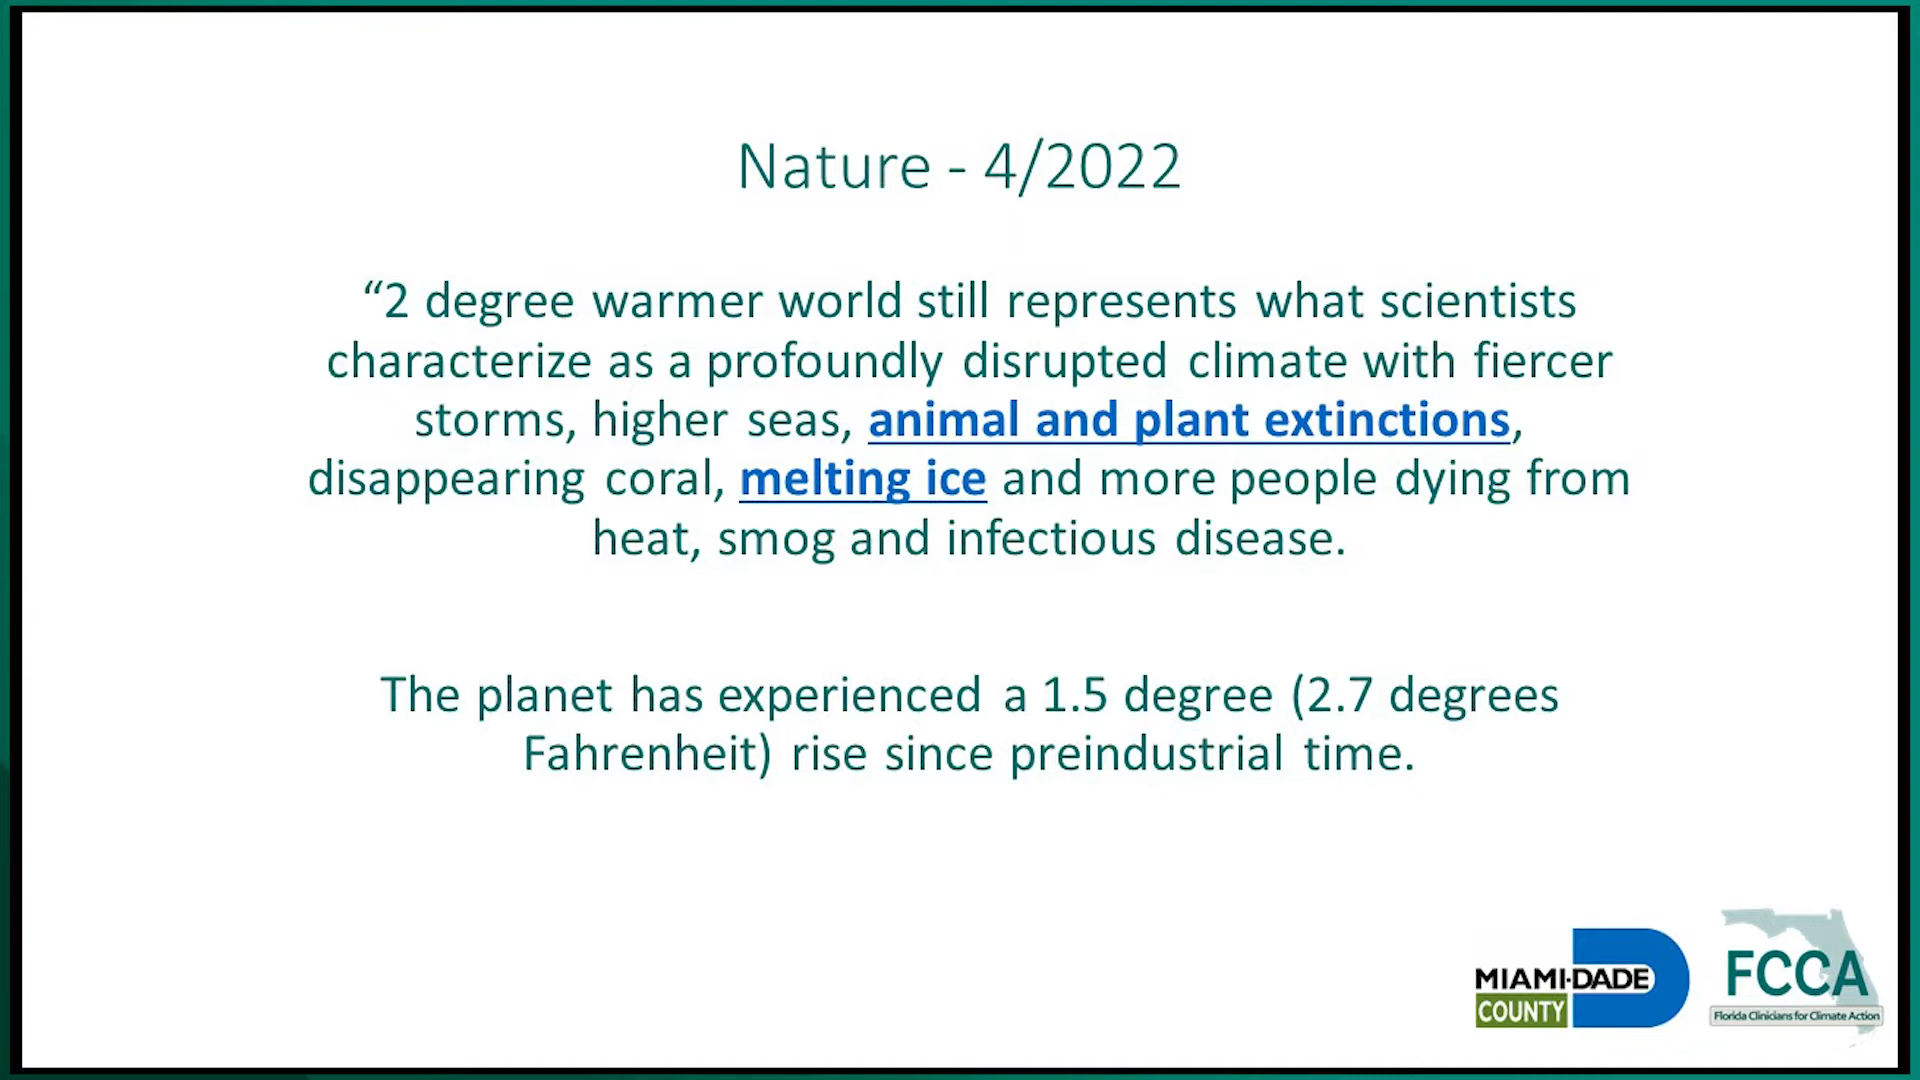 Nature - 4/2022
“2 degree warmer world still represents what scientists
characterize as a profoundly disrupted climate with fiercer
storms, higher seas, animal and plant extinctions,
disappearing coral, melting ice and more people dying from
heat, smog and infectious disease.
The planet has experienced a 1.5 degree (2.7 degrees
Fahrenheit) rise since preindustrial time.
MIAMI-DADE
COUNTY
FCCA
Florida Clinicians for Climate Action